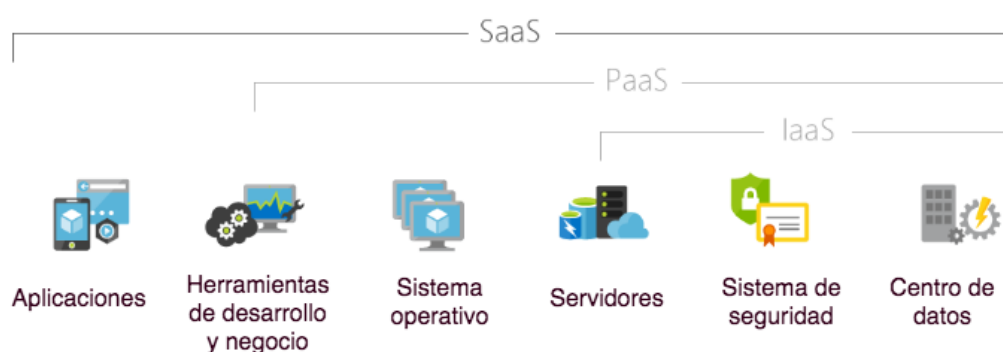 SaaS
PaaS
IaaS
Aplicaciones
Herramientas
de desarrollo
y negocio
Sistema
operativo
Servidores
Sistema de
seguridad
Centro de
datos